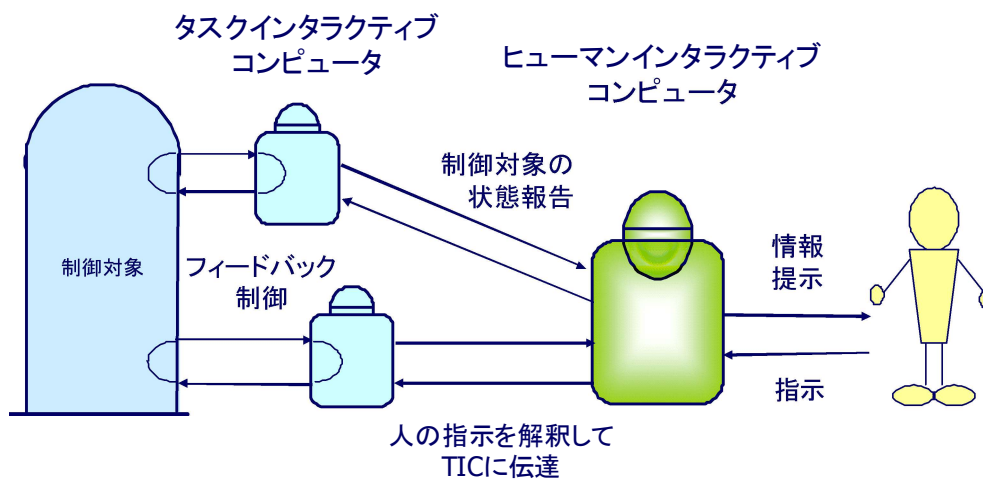 タスクインタラクティブ
コンピュータ
ヒューマンインタラクティブ
コンピュータ
制御対象の
状態報告
制御対象
フィードバック
制御
情報
提示
指示
人の指示を解釈して
TICに伝達